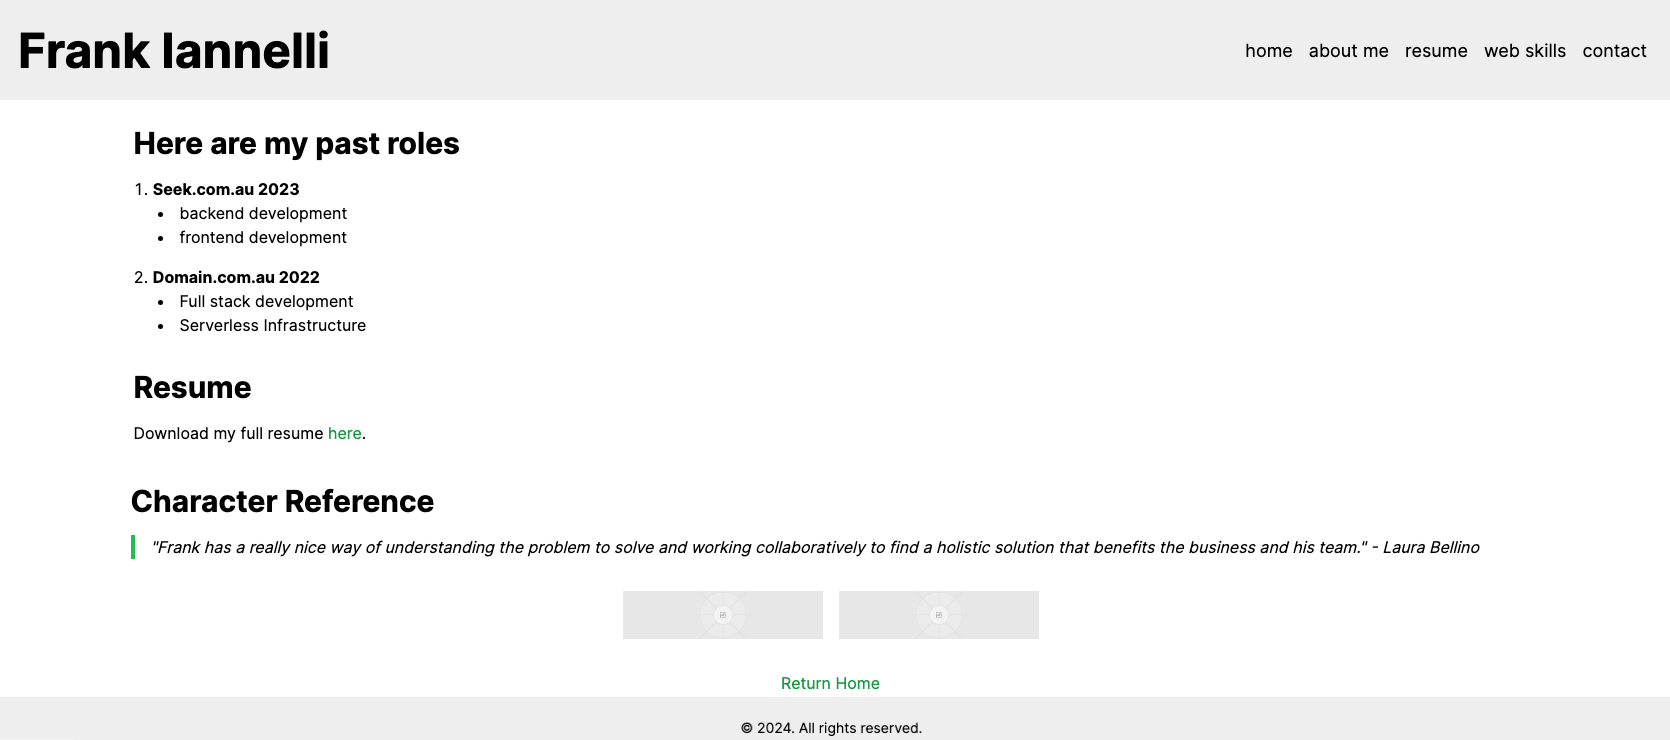 Frank Iannelli
home about me resume web skills contact
Here are my past roles
1. Seek.com.au 2023
• backend development
• frontend development
2. Domain.com.au 2022
• Full stack development
• Serverless Infrastructure
Resume
Download my full resume here.
Character Reference
"Frank has a really nice way of understanding the problem to solve and working collaboratively to find a holistic solution that benefits the business and his team." - Laura Bellino
Return Home
© 2024. All rights reserved.